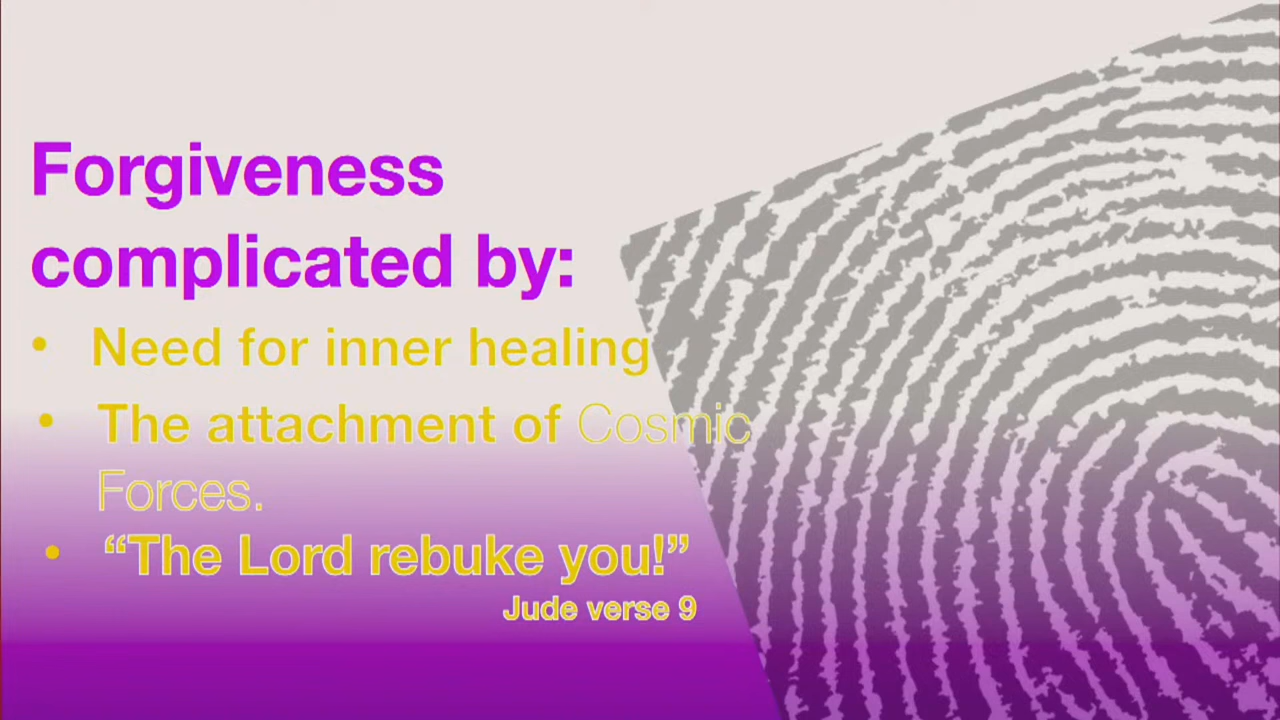 Forgiveness
complicated by:
• Need for inner healing
• The attachment of Cosmic
Forces.
• “The Lord rebuke you!”
Jude verse 9